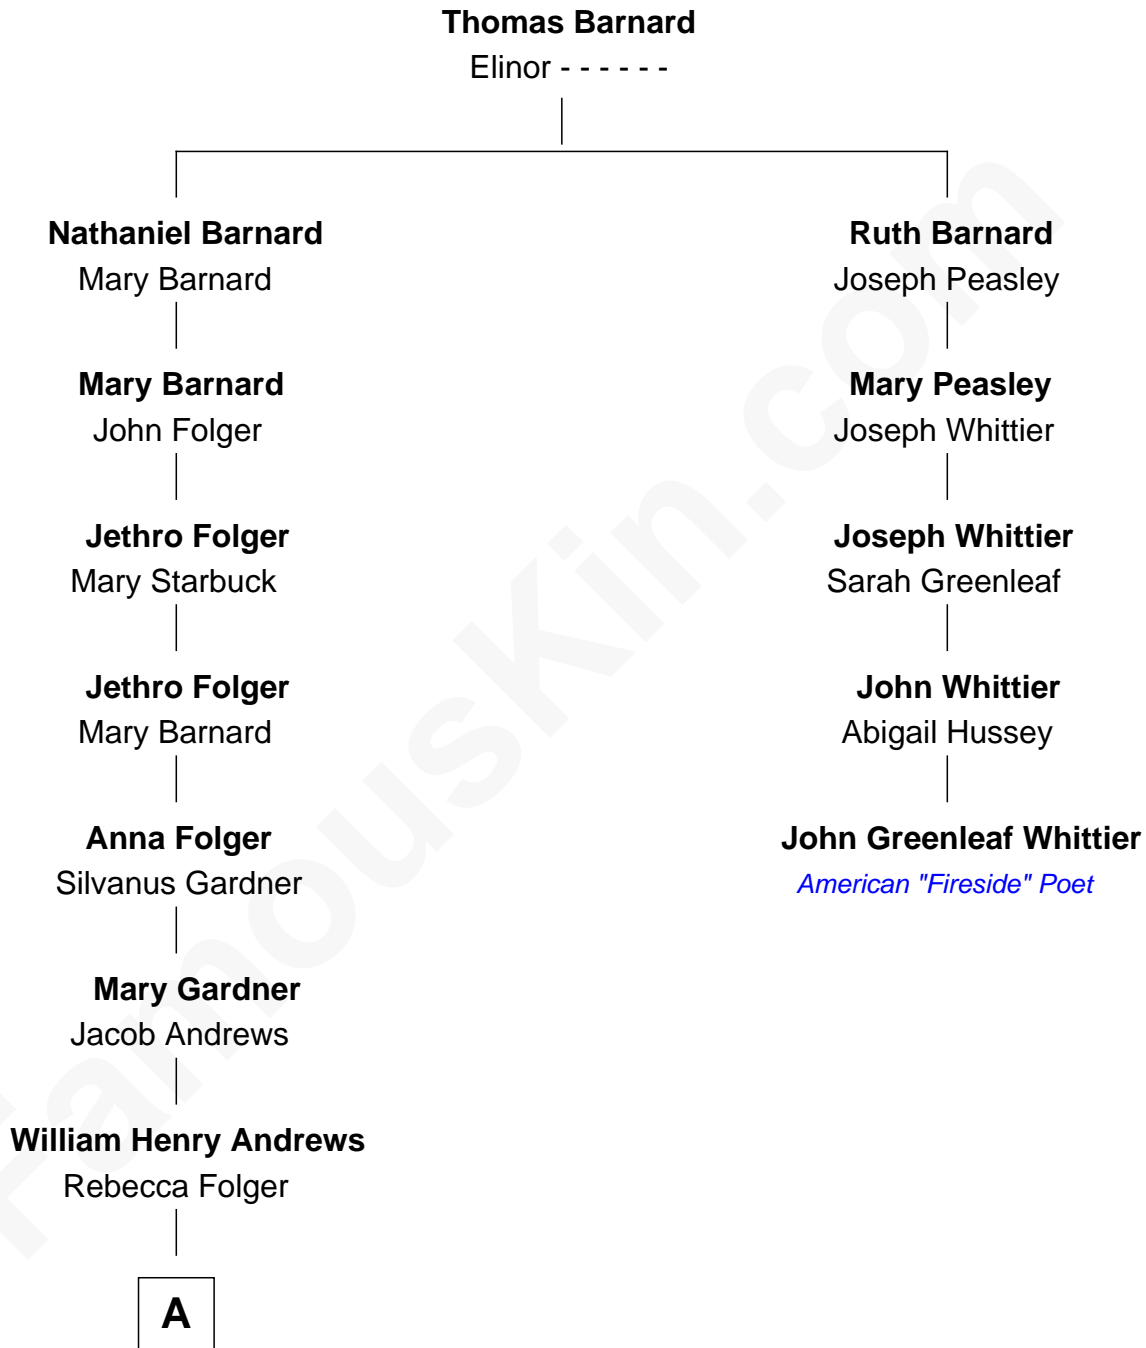 Thomas Barnard
Elinor - - - - - -
Nathaniel Barnard
Mary Barnard
Mary Barnard
John Folger
Jethro Folger
Mary Starbuck
Jethro Folger
Mary Barnard
Anna Folger
Silvanus Gardner
Mary Gardner
Jacob Andrews
William Henry Andrews
Rebecca Folger
A
Ruth Barnard
Joseph Peasley
Mary Peasley
Joseph Whittier
Joseph Whittier
Sarah Greenleaf
John Whittier
Abigail Hussey
John Greenleaf Whittier
American "Fireside" Poet
FamousKin.com